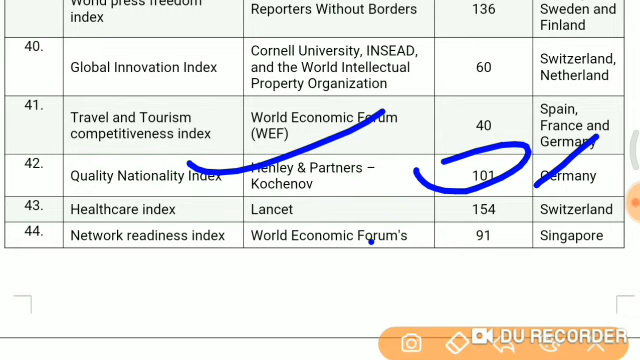 World press freedom
index
Reporters Without Borders
136
Sweden and
Finland
40.
Global Innovation Index
Cornell University, INSEAD,
and the World Intellectual
Property Organization
60
Switzerland,
Netherland
41.
Travel and Tourism
competitiveness index
World Economic Forum
(WEF)
40
Spain,
France and
Germany
42.
Quality Nationality Index
Henley & Partners –
Kochenov
101
Germany
43.
Healthcare index
Lancet
154
Switzerland
44.
Network readiness index
World Economic Forum's
91
Singapore
DU RECORDER